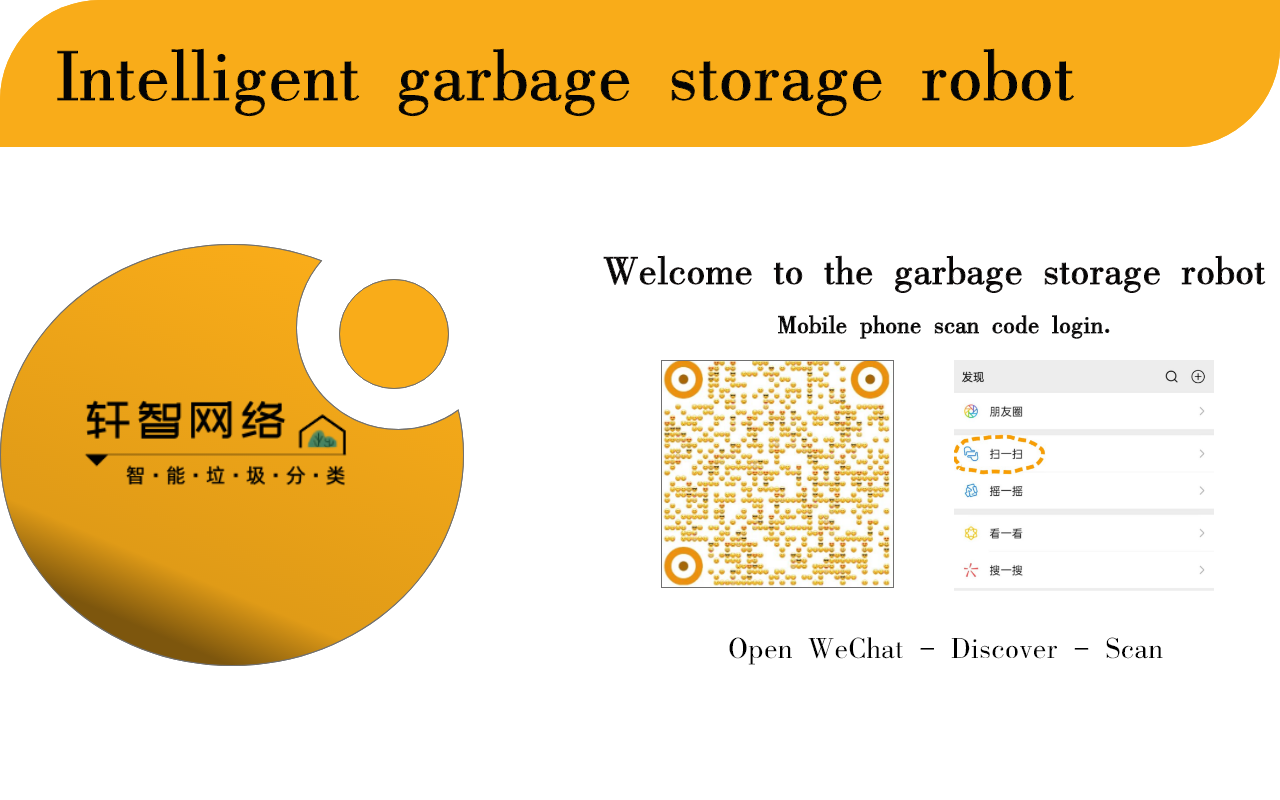 Intelligent garbage storage robot
轩智网络
智·能·垃·圾·分·类
Welcome to the garbage storage robot
Mobile phone scan code login.
发现
朋友圈
扫一扫
摇一摇
看一看
搜一搜
Open WeChat - Discover - Scan